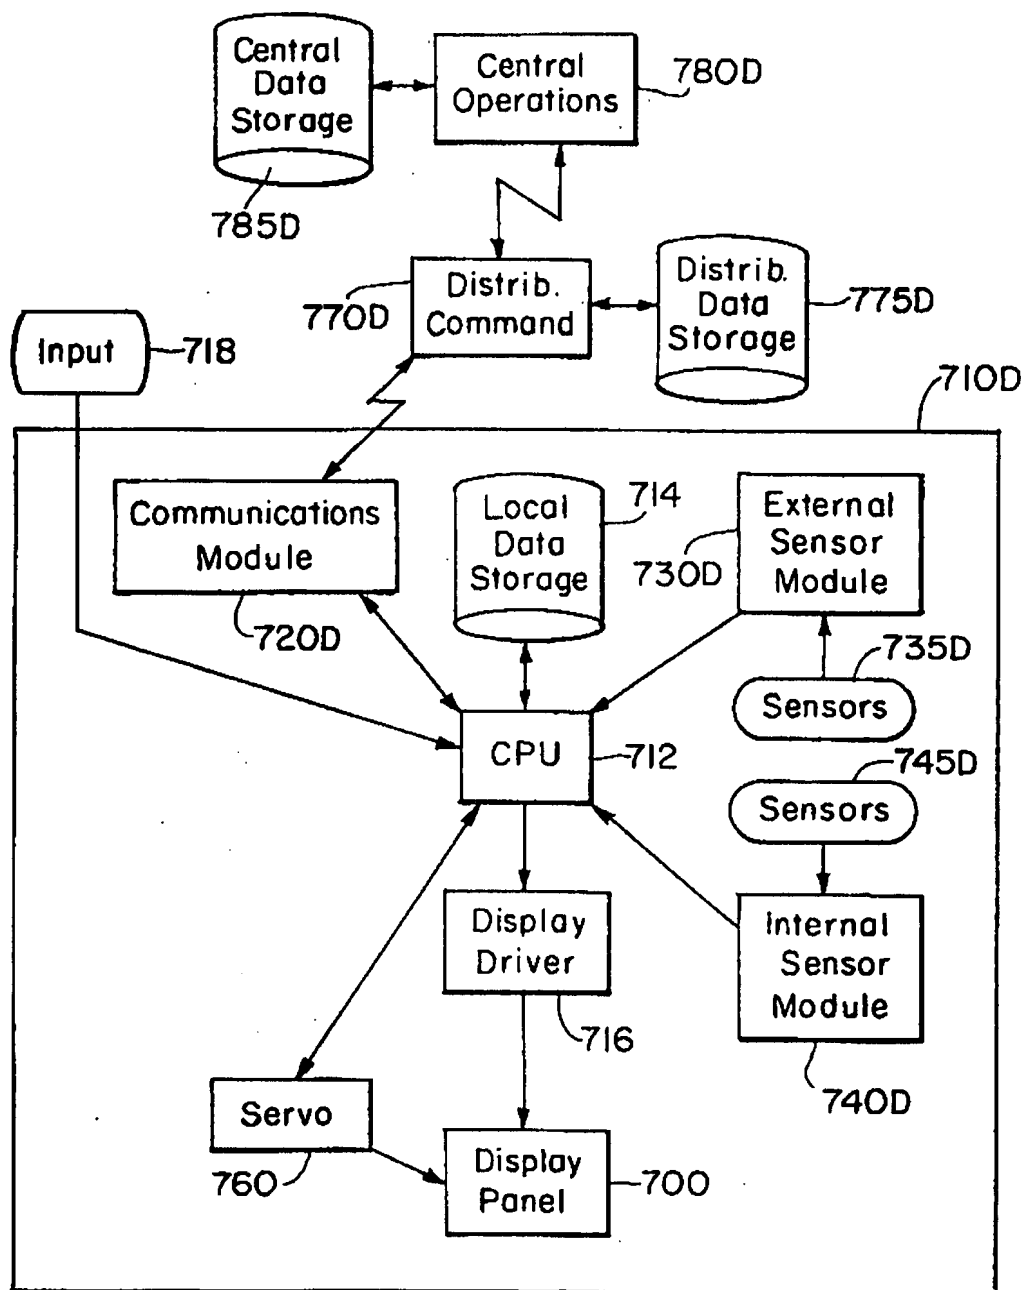 Central
Data
Storage
785D
Central
Operations
780D
Distrib.
Command
770D
Distrib.
Data
Storage
775D
Input
718
710D
Communications
Module
720D
Local
Data
Storage
714
External
Sensor
Module
730D
735D
Sensors
745D
Sensors
CPU
712
Display
Driver
716
Internal
Sensor
Module
740D
Servo
760
Display
Panel
700